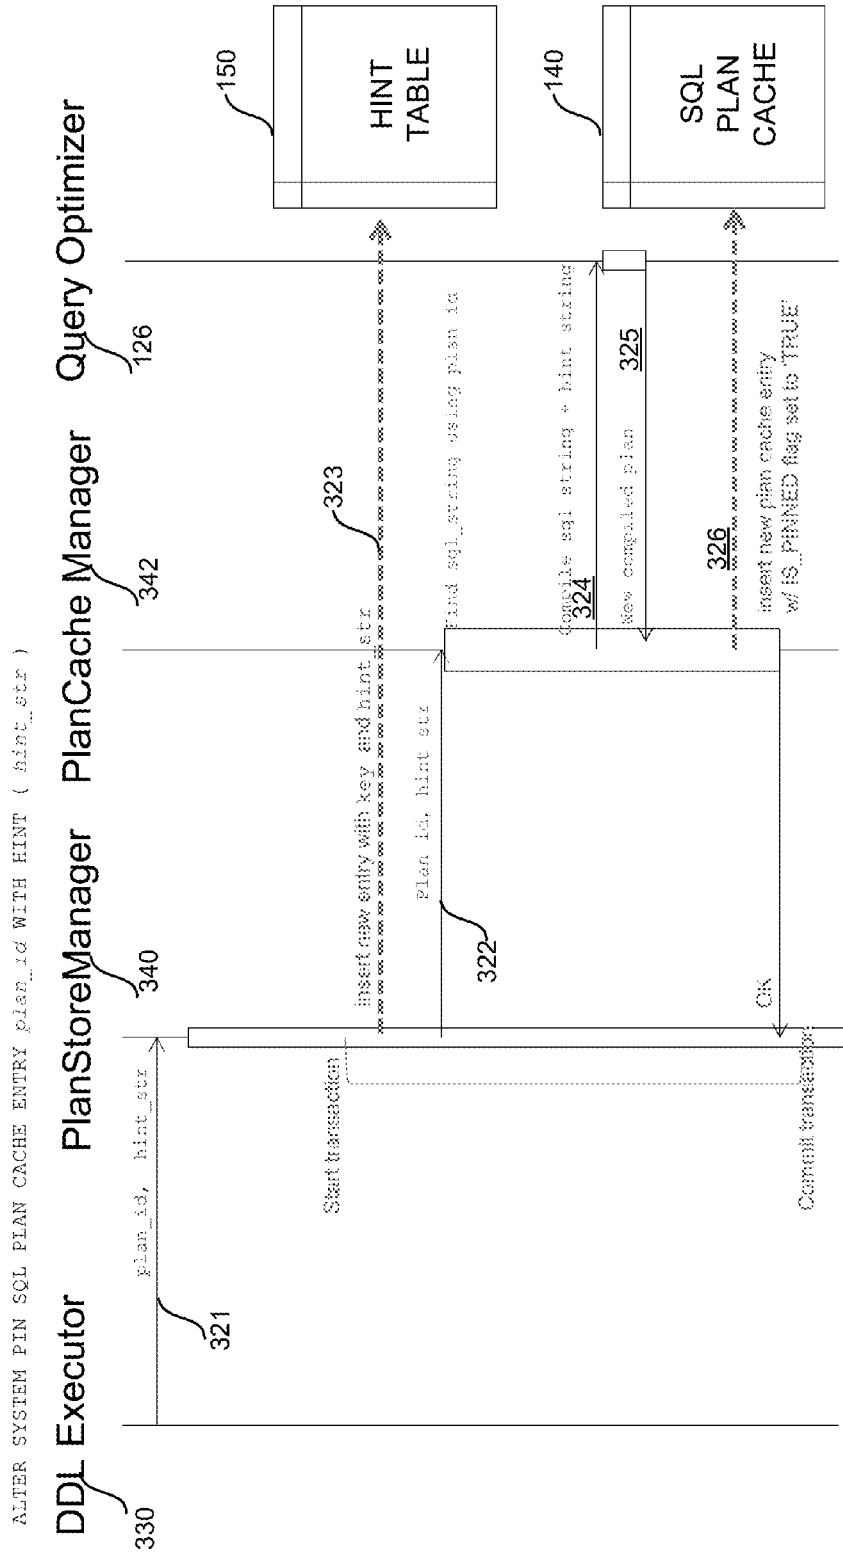 ALTER SYSTEM PIN SQL PLAN CACHE ENTRY plan_id WITH HINT ( hint_str )
DDL Executor
PlanStoreManager
PlanCache Manager
Query Optimizer
330
340
342
126
150
HINT
TABLE
140
SQL
PLAN
CACHE
plan_id, hint_str
321
Start transaction
insert new entry with key and hint_str
323
Plan id, hint str
322
Find sql_string using plan id
Compile sql string + hint string
324
New compiled plan
325
326
insert new plan cache entry
w/ IS_PINNED flag set to 'TRUE'
OK
Commit transaction